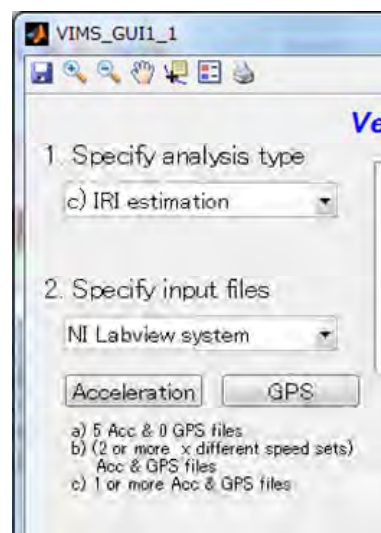 VIMS_GUI1_1
Ve
1. Specify analysis type
c) IRI estimation
2. Specify input files
NI Labview system
Acceleration GPS
a) 5 Acc & 0 GPS files
b) (2 or more x different speed sets)
Acc & GPS files
c) 1 or more Acc & GPS files